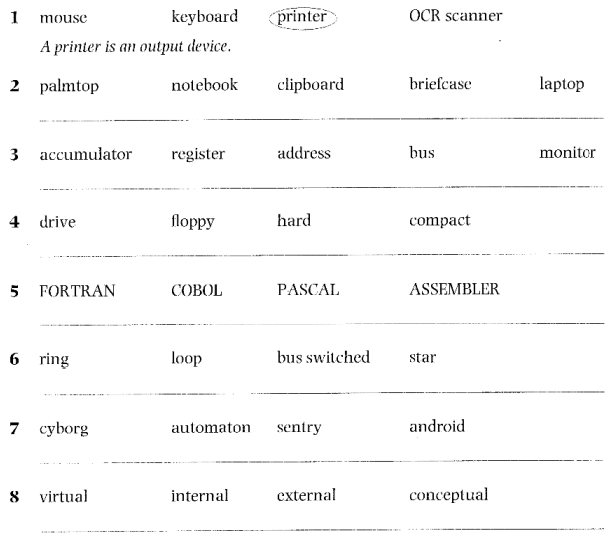 1 mouse keyboard printer OCR scanner
A printer is an output device.
2 palmtop notebook clipboard briefcase laptop
3 accumulator register address bus monitor
4 drive floppy hard compact
5 FORTRAN COBOL PASCAL ASSEMBLER
6 ring loop bus switched star
7 cyborg automaton sentry android
8 virtual internal external conceptual